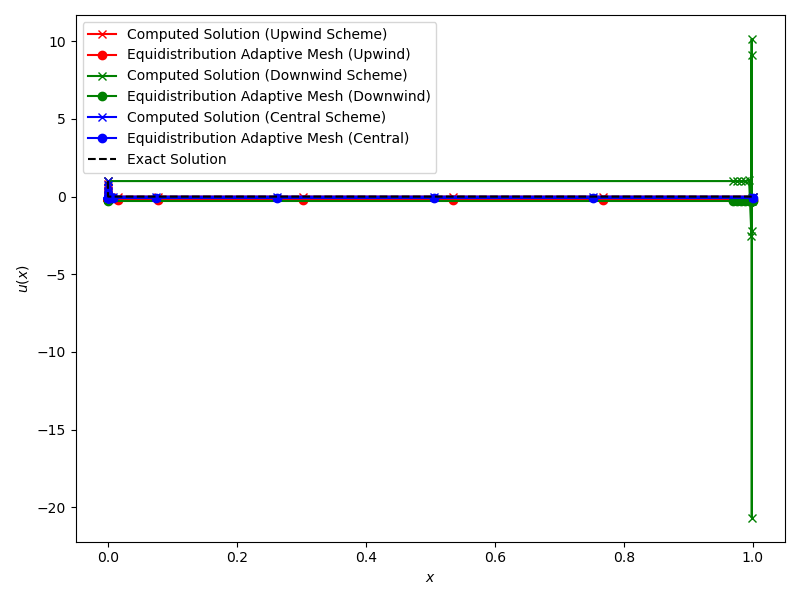 Computed Solution (Upwind Scheme)
Equidistribution Adaptive Mesh (Upwind)
Computed Solution (Downwind Scheme)
Equidistribution Adaptive Mesh (Downwind)
Computed Solution (Central Scheme)
Equidistribution Adaptive Mesh (Central)
Exact Solution
10
5
0
−5
−10
−15
−20
u(x)
0.0 0.2 0.4 0.6 0.8 1.0
x